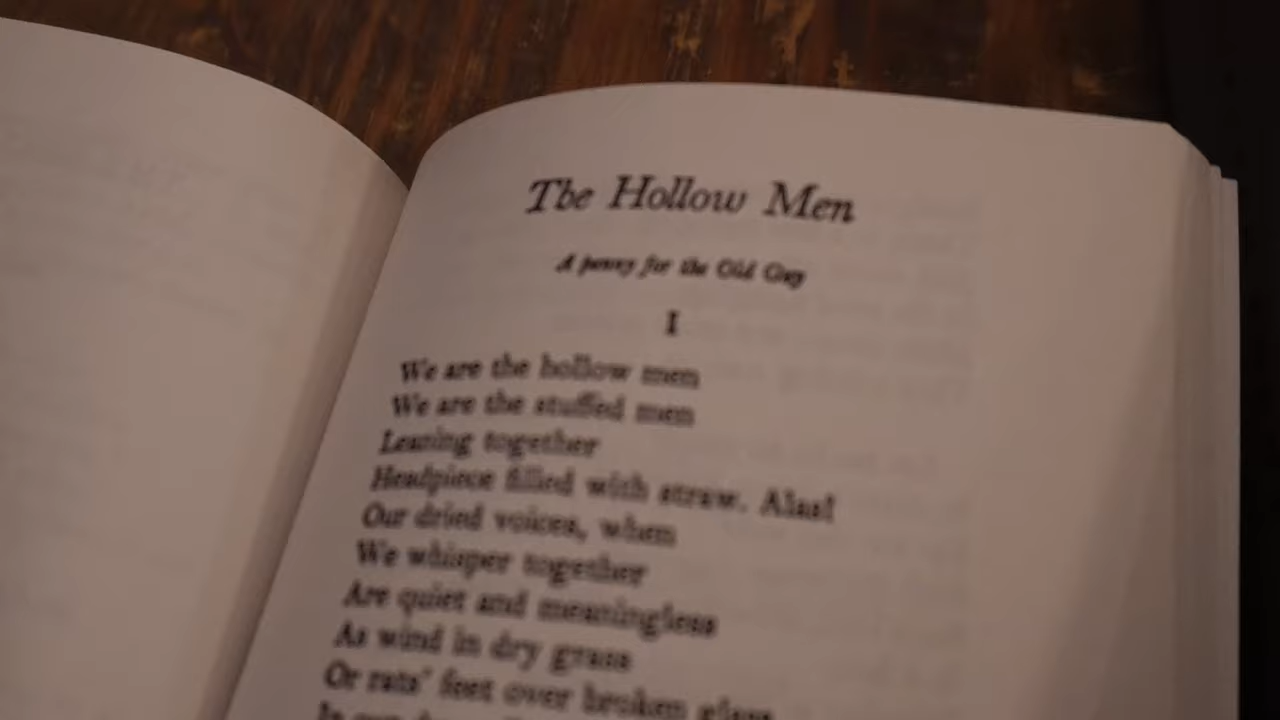 The Hollow Men
A penny for the Old Guy
I
We are the hollow men
We are the stuffed men
Leaning together
Headpiece filled with straw. Alas!
Our dried voices, when
We whisper together
Are quiet and meaningless
As wind in dry grass
Or rats' feet over broken glass
In our